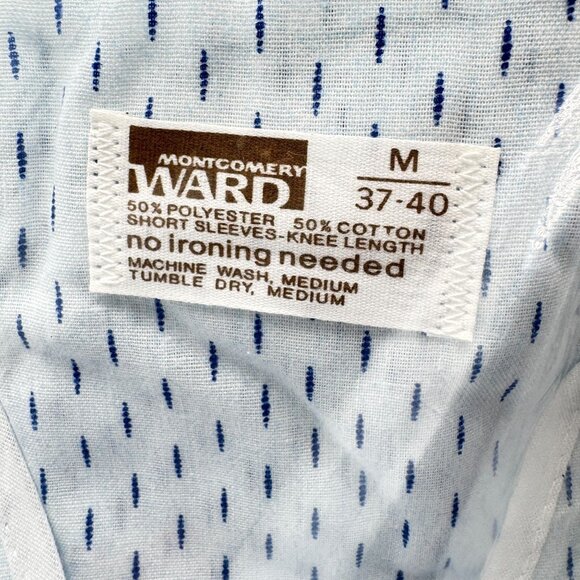 MONTGOMERY
WARD
M
37-40
50% POLYESTER 50% COTTON
SHORT SLEEVES-KNEE LENGTH
no ironing needed
MACHINE WASH, MEDIUM
TUMBLE DRY, MEDIUM